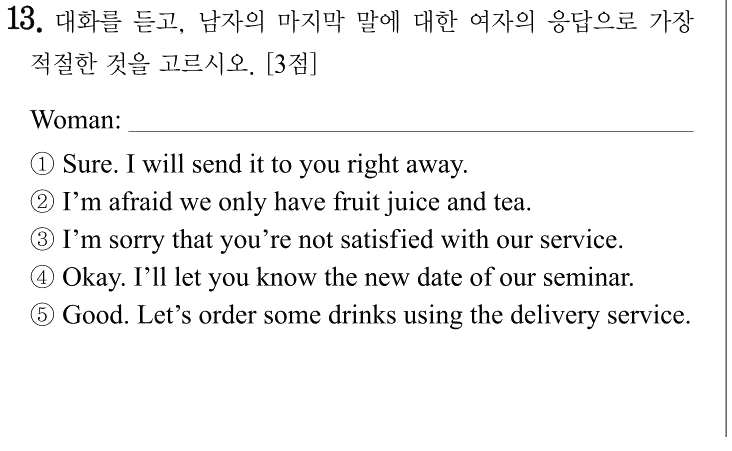 13. 대화를 듣고, 남자의 마지막 말에 대한 여자의 응답으로 가장
적절한 것을 고르시오. [3점]
Woman: ____________________
① Sure. I will send it to you right away.
② I'm afraid we only have fruit juice and tea.
③ I'm sorry that you're not satisfied with our service.
④ Okay. I'll let you know the new date of our seminar.
⑤ Good. Let's order some drinks using the delivery service.